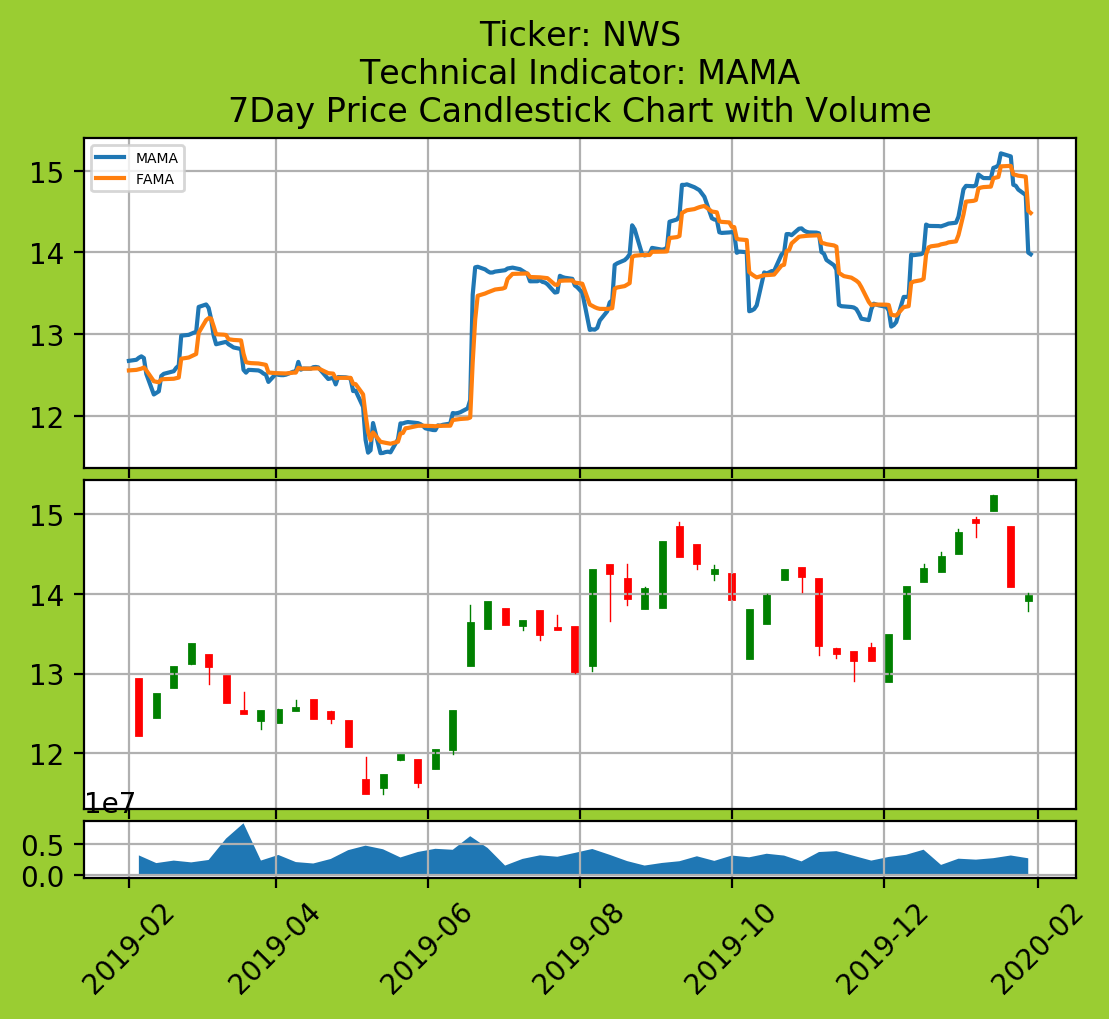 Ticker: NWS
Technical Indicator: MAMA
7Day Price Candlestick Chart with Volume
MAMA
FAMA
15
14
13
12
15
14
13
12
1e7
0.5
0.0
2019-02
2019-04
2019-06
2019-08
2019-10
2019-12
2020-02